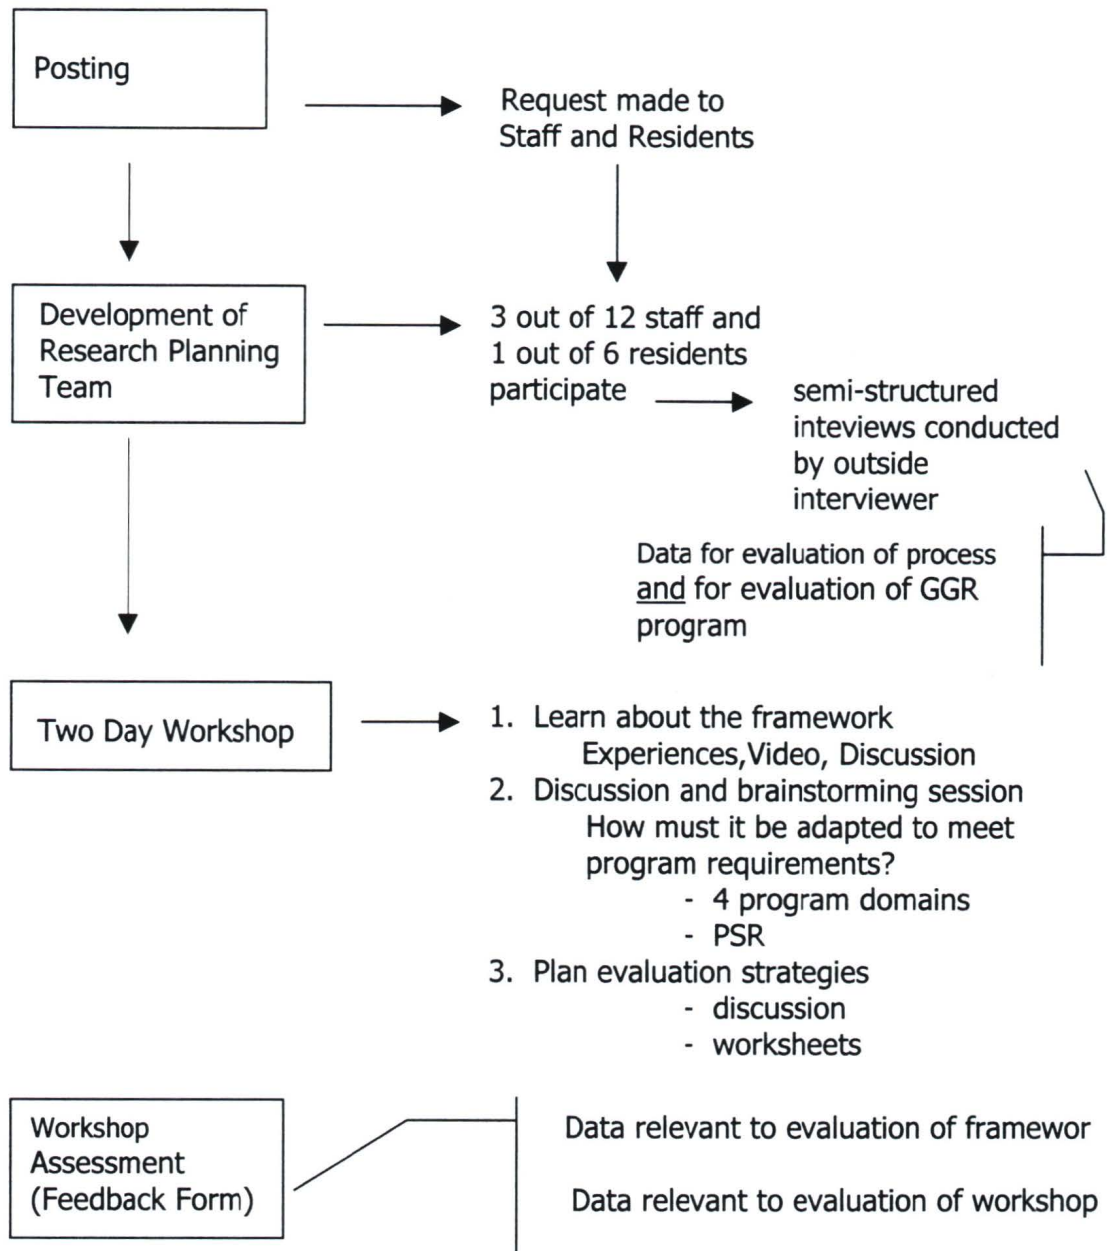 Posting
Request made to
Staff and Residents
Development of
Research Planning
Team
3 out of 12 staff and
1 out of 6 residents
participate
semi-structured
inteviews conducted
by outside
interviewer
Data for evaluation of process
and for evaluation of GGR
program
Two Day Workshop
1. Learn about the framework
Experiences,Video, Discussion
2. Discussion and brainstorming session
How must it be adapted to meet
program requirements?
- 4 program domains
- PSR
3. Plan evaluation strategies
- discussion
- worksheets
Workshop
Assessment
(Feedback Form)
Data relevant to evaluation of framewor
Data relevant to evaluation of workshop